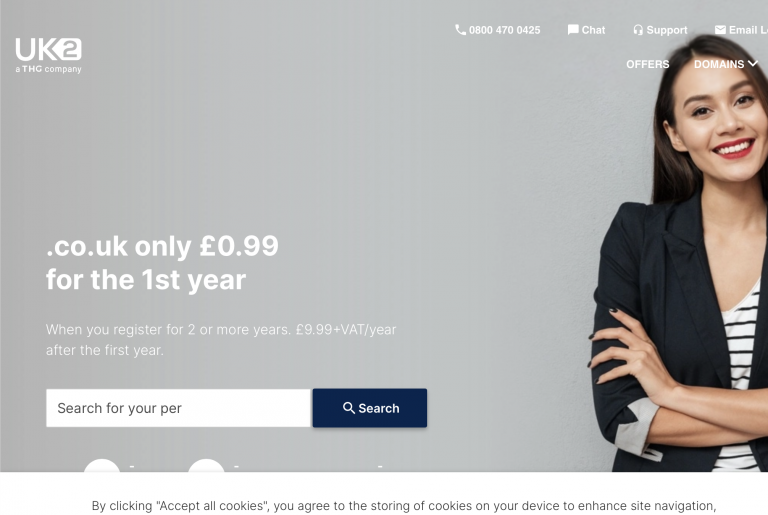 0800 470 0425 Chat Support Email
UK2
a THG company
OFFERS DOMAINS
.co.uk only £0.99
for the 1st year
When you register for 2 or more years. £9.99+VAT/year
after the first year.
Search for your per
Search
By clicking "Accept all cookies", you agree to the storing of cookies on your device to enhance site navigation,